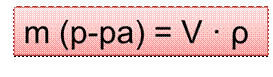 m (p-pa) = V · ρ